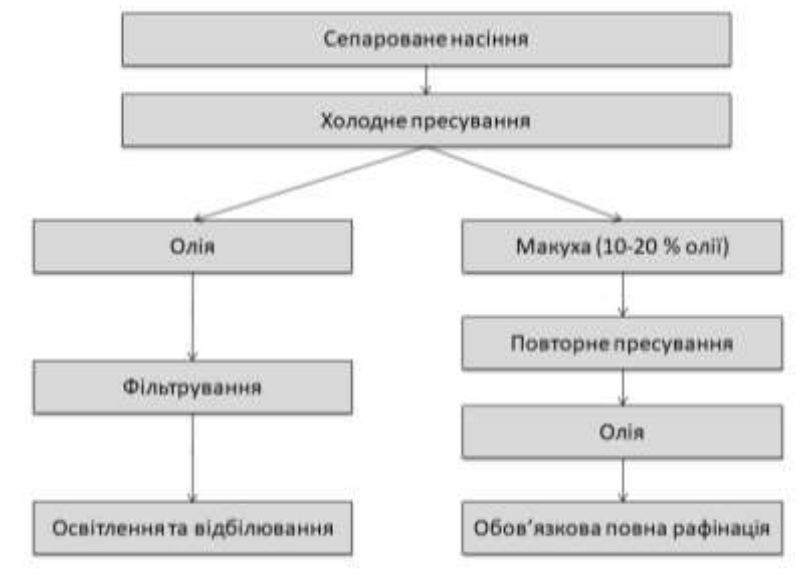 Сепароване насіння
Холодне пресування
Олія
Макуха (10-20 % олії)
Повторне пресування
Фільтрування
Олія
Освітлення та відбілювання
Обов’язкова повна рафінація